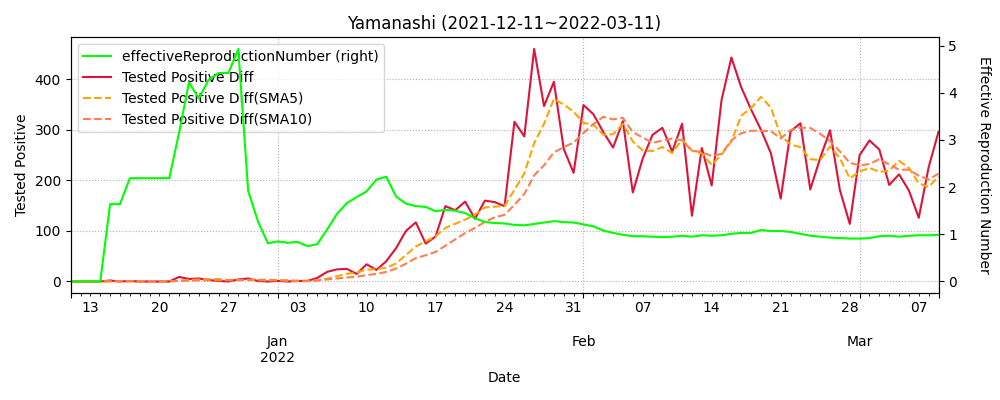 Yamanashi (2021-12-11~2022-03-11)
effectiveReproductionNumber (right)
Tested Positive Diff
Tested Positive Diff(SMA5)
Tested Positive Diff(SMA10)
Tested Positive
400
300
200
100
0
5
4
3
2
1
0
Effective Reproduction Number
13 20 27 03 10 17 24 31 07 14 21 28 07
Jan Feb Mar
2022
Date